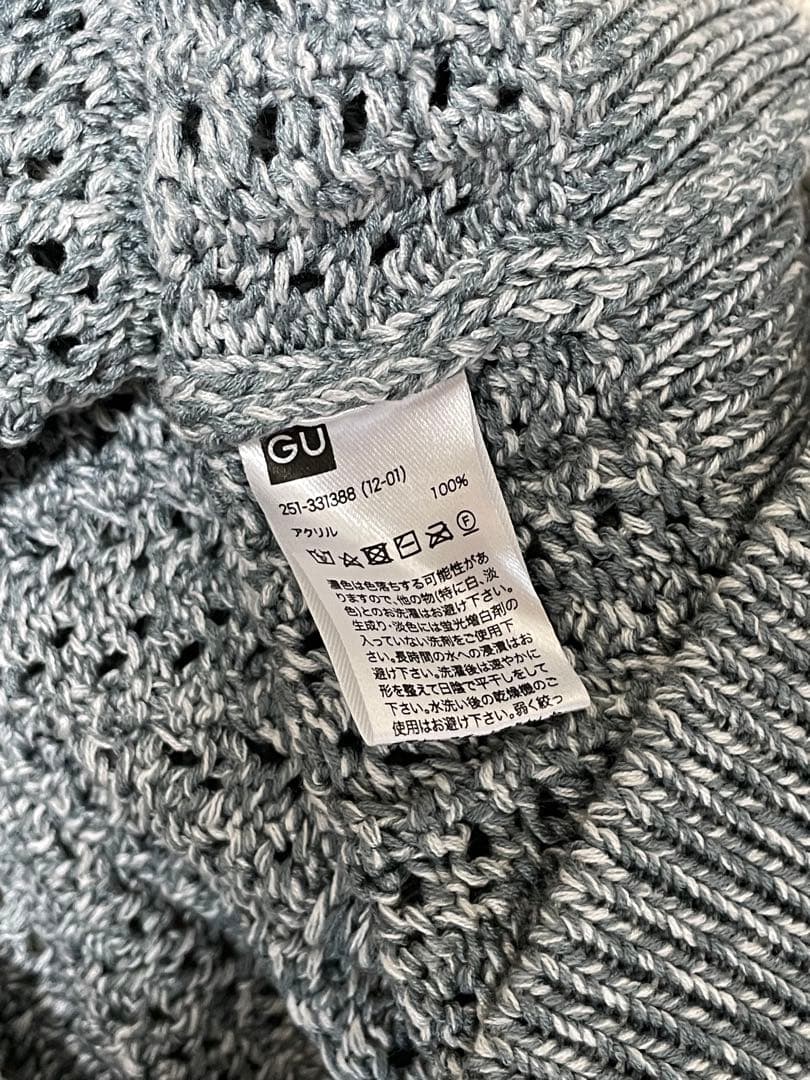 GU
251-331388 (12-01)
アクリル 100%
濃色は色落ちする可能性があ
りますので、他の物(特に白、淡
色)とのお洗濯はお避け下さい。
生成り・淡色には蛍光増白剤の
入っていない洗剤をご使用下
さい。長時間の水への浸漬はお
避け下さい。洗濯後は速やかに
形を整えて日陰で平干しをして
下さい。水洗い後の乾燥機のご
使用はお避け下さい。弱く絞っ